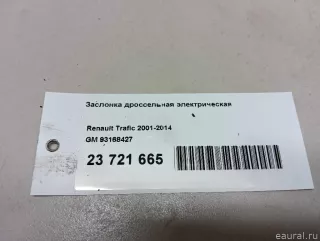 Заслонка дроссельная электрическая
Renault Trafic 2001-2014
GM 93168427
23 721 665
eaural.ru/